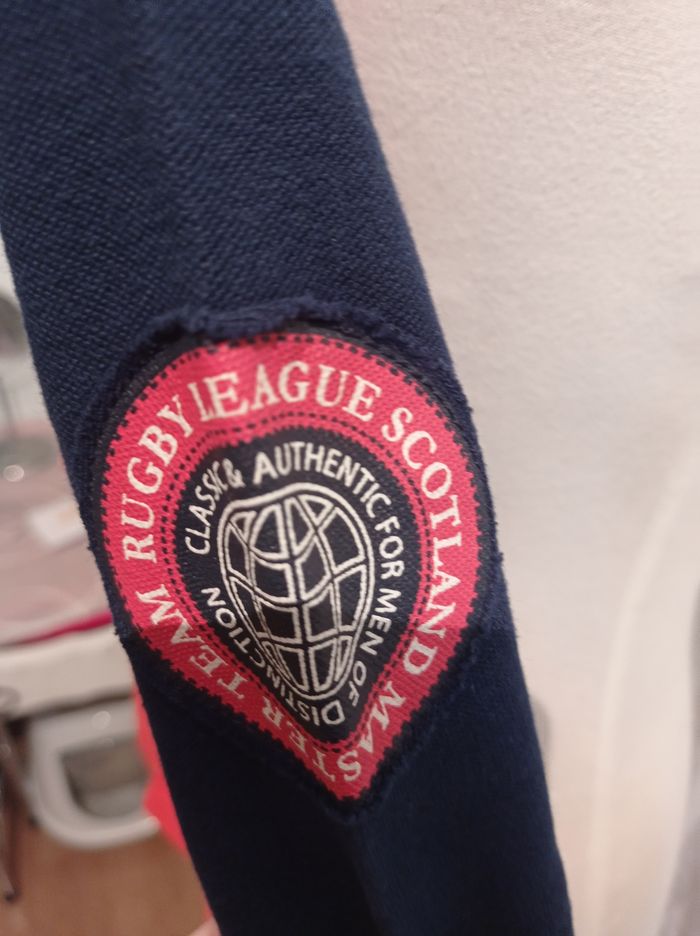 RUGBY LEAGUE SCOTLAND MASTER TEAM
CLASSIC & AUTHENTIC FOR MEN OF DISTINCTION